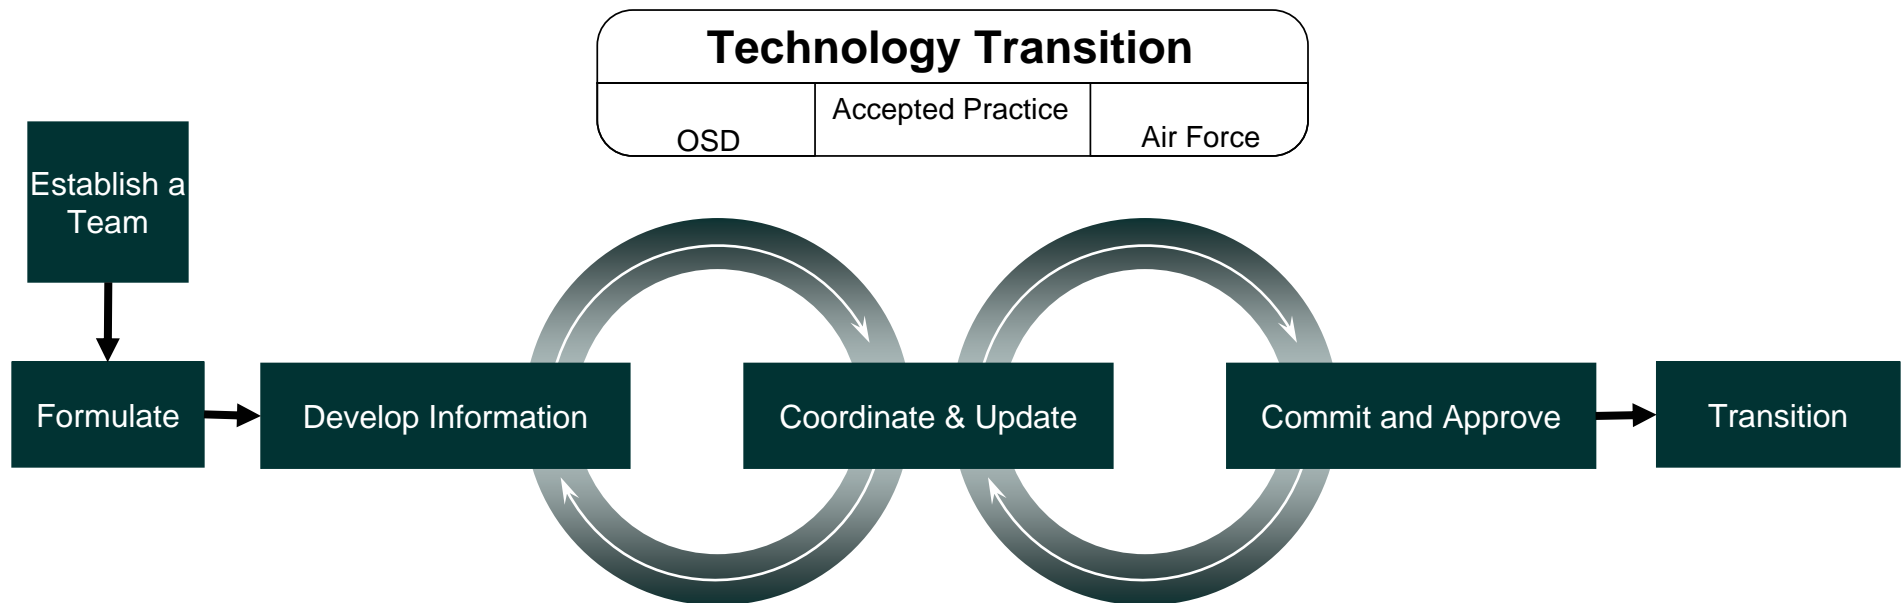 Technology Transition
OSD
Accepted Practice
Air Force
Establish a
Team
Formulate
Develop Information
Coordinate & Update
Commit and Approve
Transition